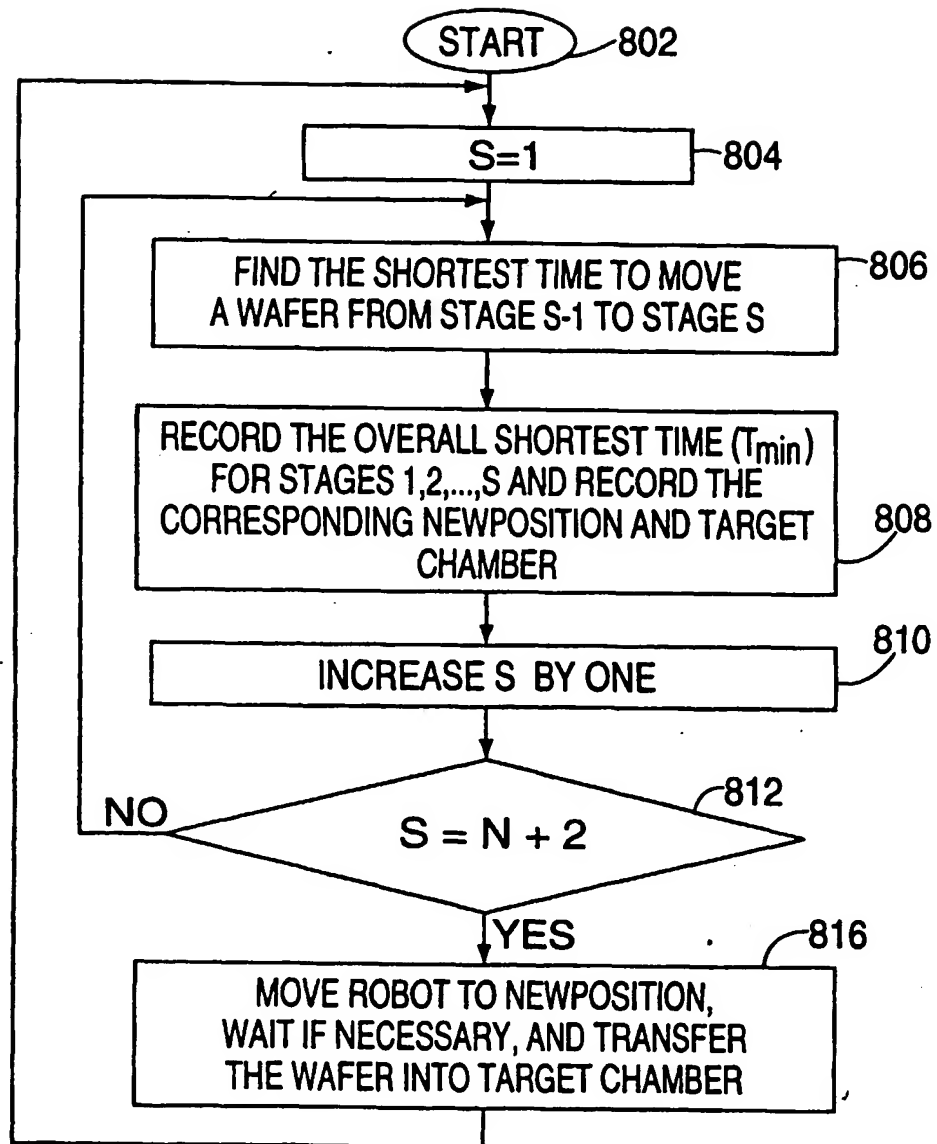 START
802
S=1
804
FIND THE SHORTEST TIME TO MOVE
A WAFER FROM STAGE S-1 TO STAGE S
806
RECORD THE OVERALL SHORTEST TIME (Tmin)
FOR STAGES 1,2,...,S AND RECORD THE
CORRESPONDING NEWPOSITION AND TARGET
CHAMBER
808
INCREASE S BY ONE
810
812
NO
S = N + 2
YES
816
MOVE ROBOT TO NEWPOSITION,
WAIT IF NECESSARY, AND TRANSFER
THE WAFER INTO TARGET CHAMBER